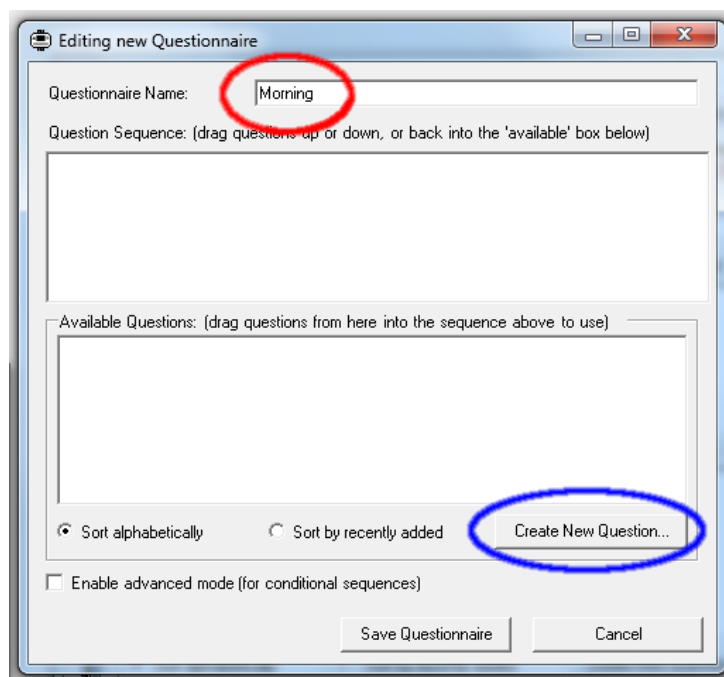 Editing new Questionnaire
Questionnaire Name: Morning
Question Sequence: (drag questions up or down, or back into the 'available' box below)
Available Questions: (drag questions from here into the sequence above to use)
Sort alphabetically Sort by recently added Create New Question...
Enable advanced mode (for conditional sequences)
Save Questionnaire Cancel